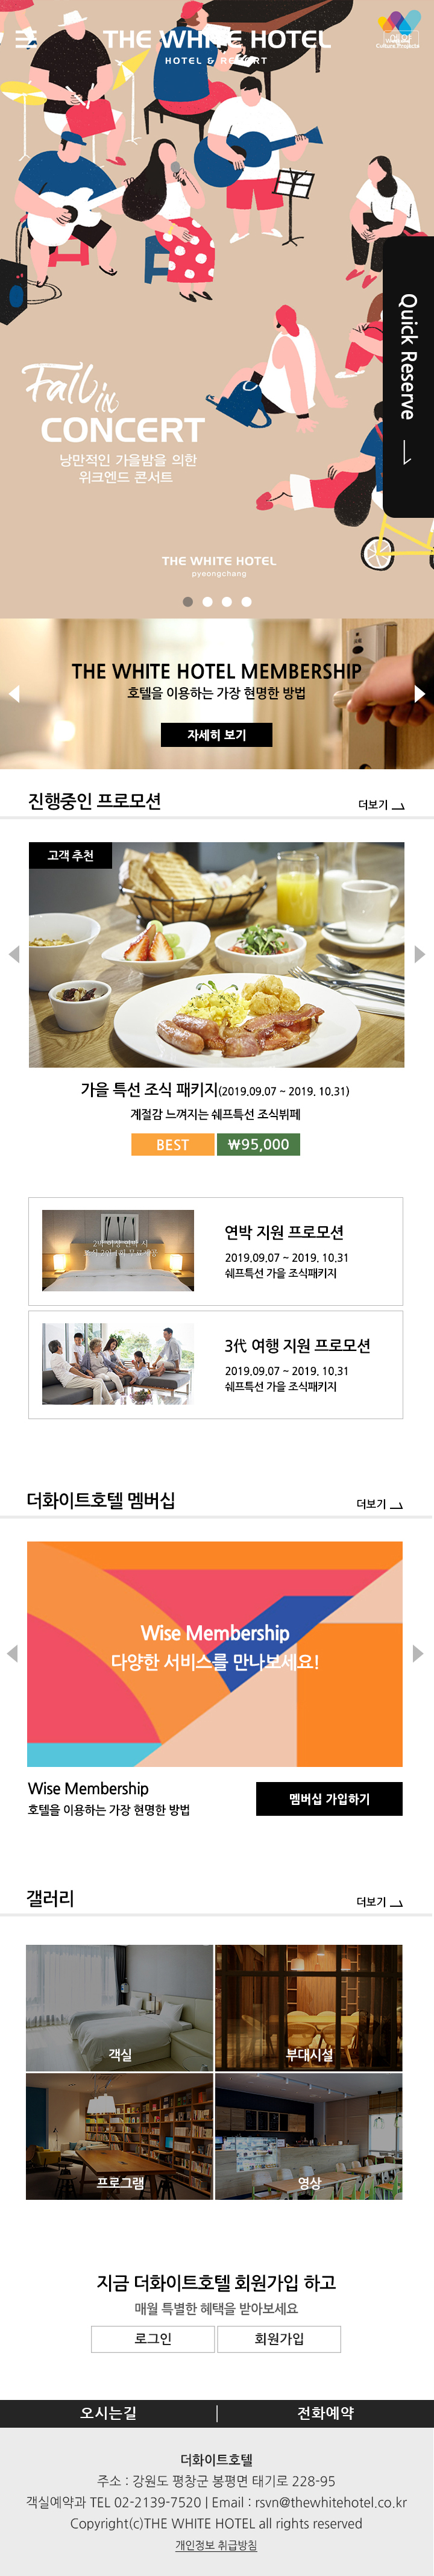 THE WHITE HOTEL
HOTEL & RESORT
예약
Culture Projects
Fall in
CONCERT
낭만적인 가을밤을 의한
위크엔드 콘서트
Quick Reserve
THE WHITE HOTEL
pyeongchang
THE WHITE HOTEL MEMBERSHIP
호텔을 이용하는 가장 현명한 방법
자세히 보기
진행중인 프로모션
더보기
고객 추천
가을 특선 조식 패키지(2019.09.07 ~ 2019. 10.31)
계절감 느껴지는 쉐프특선 조식뷔페
BEST
₩95,000
연박 지원 프로모션
2019.09.07 ~ 2019. 10.31
쉐프특선 가을 조식패키지
3代 여행 지원 프로모션
2019.09.07 ~ 2019. 10.31
쉐프특선 가을 조식패키지
더화이트호텔 멤버십
더보기
Wise Membership
다양한 서비스를 만나보세요!
Wise Membership
호텔을 이용하는 가장 현명한 방법
멤버십 가입하기
갤러리
더보기
객실
부대시설
프로그램
영상
지금 더화이트호텔 회원가입 하고
매월 특별한 혜택을 받아보세요
로그인
회원가입
오시는길
전화예약
더화이트호텔
주소 : 강원도 평창군 봉평면 태기로 228-95
객실예약과 TEL 02-2139-7520 | Email : rsvn@thewhitehotel.co.kr
Copyright(c)THE WHITE HOTEL all rights reserved
개인정보 취급방침